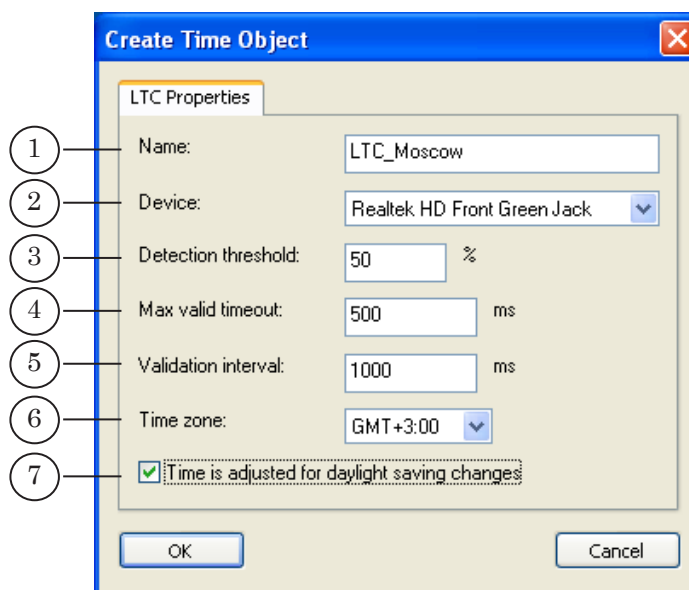 Create Time Object
LTC Properties
1 Name: LTC_Moscow
2 Device: Realtek HD Front Green Jack
3 Detection threshold: 50 %
4 Max valid timeout: 500 ms
5 Validation interval: 1000 ms
6 Time zone: GMT+3:00
7 Time is adjusted for daylight saving changes
OK Cancel